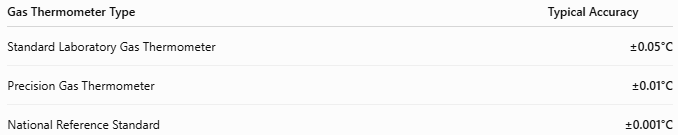 Gas Thermometer Type Typical Accuracy
Standard Laboratory Gas Thermometer ±0.05°C
Precision Gas Thermometer ±0.01°C
National Reference Standard ±0.001°C